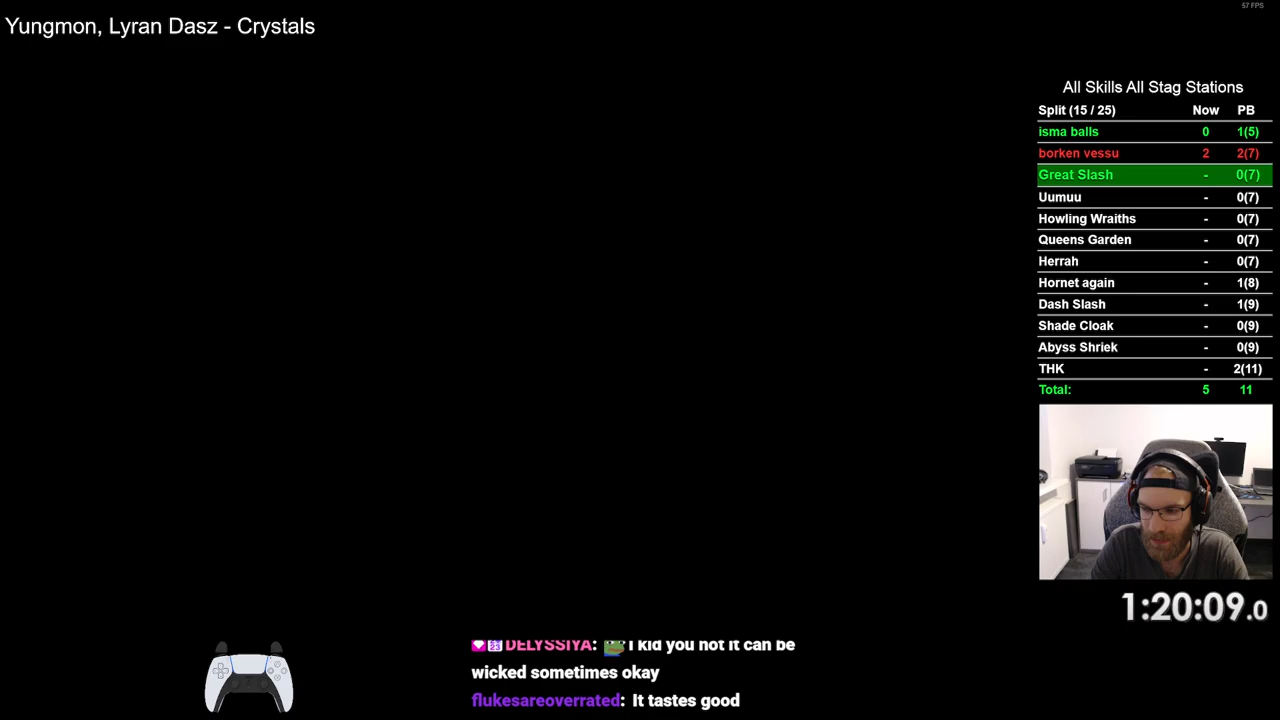 57 FPS
Yungmon, Lyran Dasz - Crystals
All Skills All Stag Stations
Split (15 / 25) Now PB
isma balls 0 1(5)
borken vessu 2 2(7)
Great Slash - 0(7)
Uumuu - 0(7)
Howling Wraiths - 0(7)
Queens Garden - 0(7)
Herrah - 0(7)
Hornet again - 1(8)
Dash Slash - 1(9)
Shade Cloak - 0(9)
Abyss Shriek - 0(9)
THK - 2(11)
Total: 5 11
1:20:09.0
23 DELYSSIYA: I kid you not it can be
wicked sometimes okay
flukesareoverrated: It tastes good